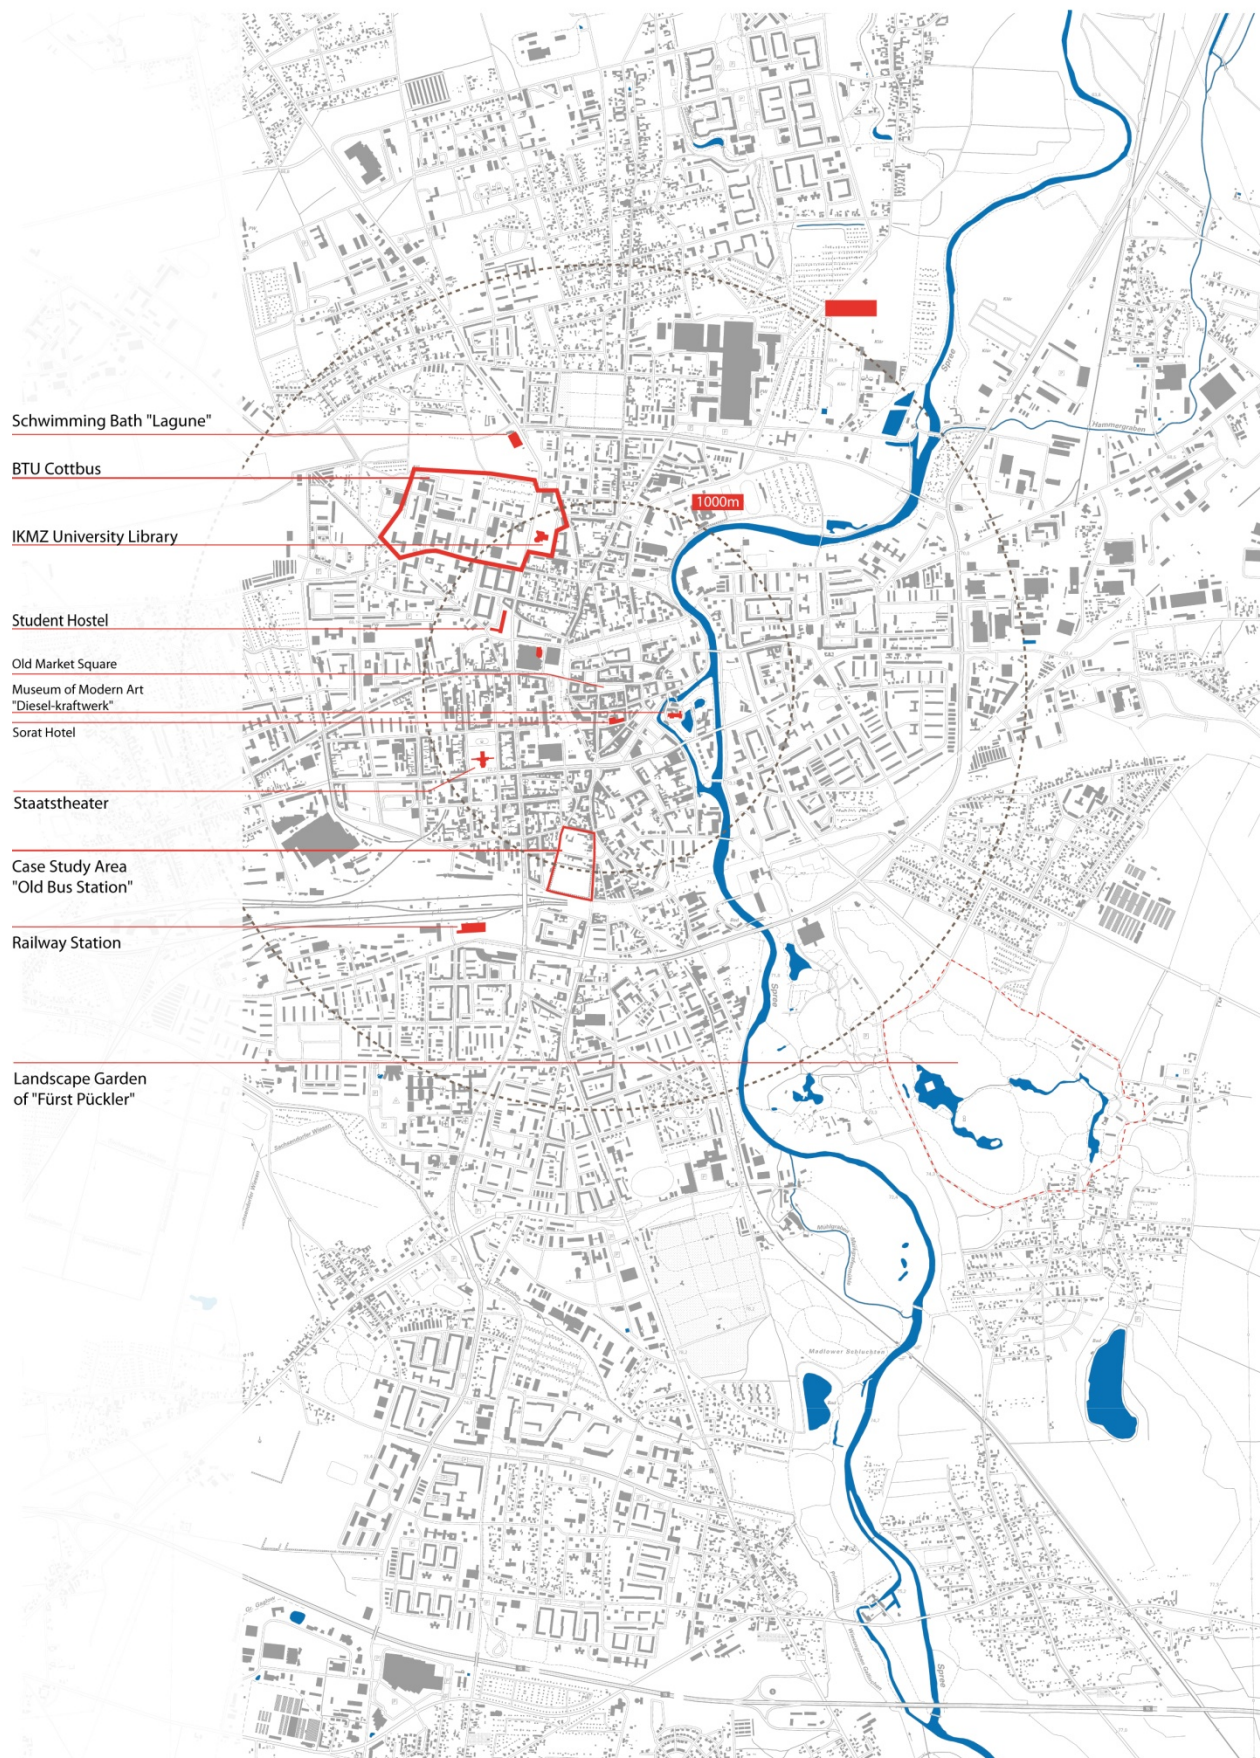 Schwimming Bath "Lagune"
BTU Cottbus
IKMZ University Library
Student Hostel
Old Market Square
Museum of Modern Art
"Diesel-kraftwerk"
Sorat Hotel
Staatstheater
Case Study Area
"Old Bus Station"
Railway Station
Landscape Garden
of "Fürst Pückler"
1000m
Spree
Hammergraben
Spree
Madlower Schluchten
Spree